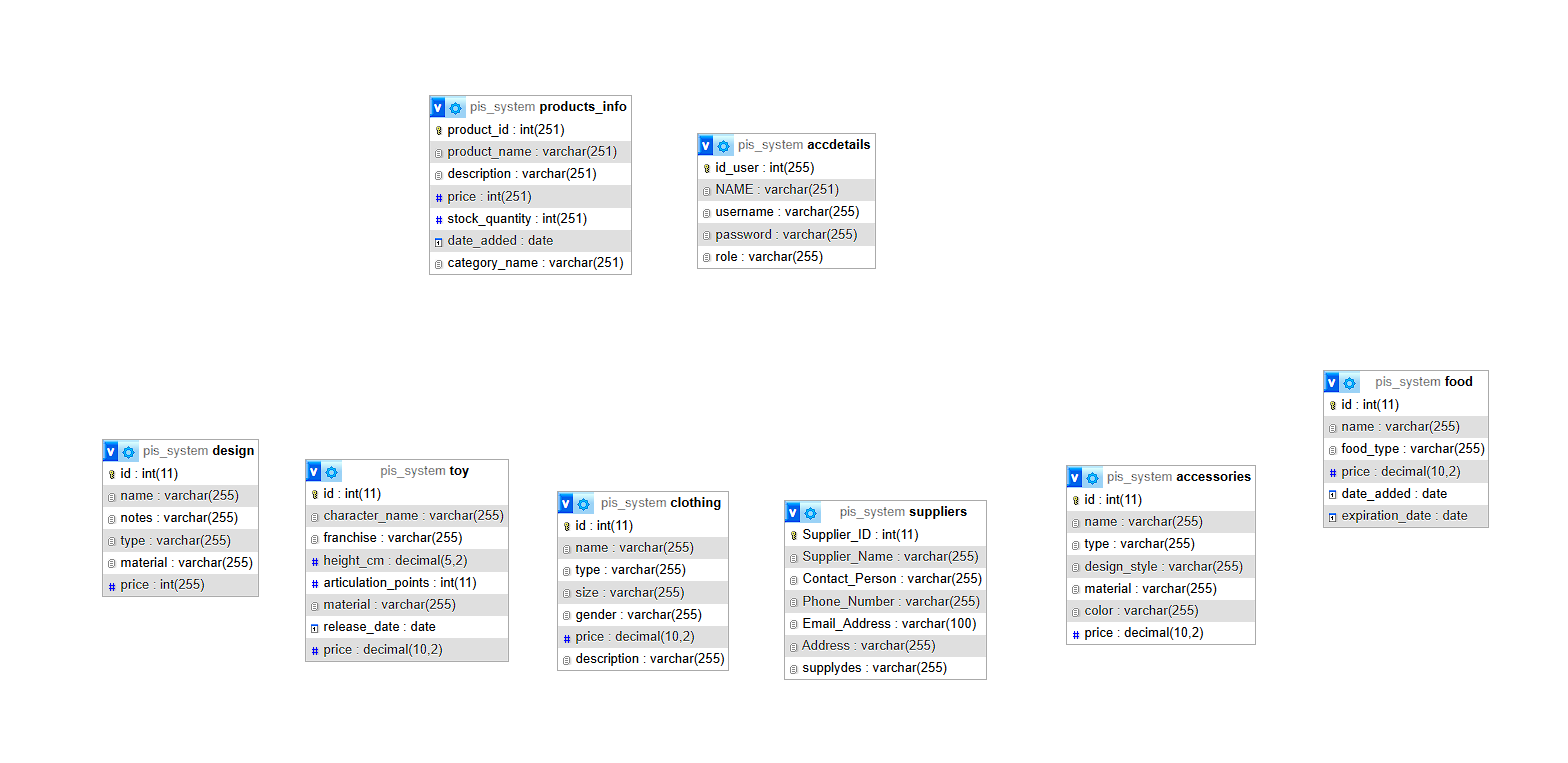 pis_system products_info
product_id : int(251)
product_name : varchar(251)
description : varchar(251)
price : int(251)
stock_quantity : int(251)
date_added : date
category_name : varchar(251)
pis_system accdetails
id_user : int(255)
NAME : varchar(251)
username : varchar(255)
password : varchar(255)
role : varchar(255)
pis_system design
id : int(11)
name : varchar(255)
notes : varchar(255)
type : varchar(255)
material : varchar(255)
price : int(255)
pis_system toy
id : int(11)
character_name : varchar(255)
franchise : varchar(255)
height_cm : decimal(5,2)
articulation_points : int(11)
material : varchar(255)
release_date : date
price : decimal(10,2)
pis_system clothing
id : int(11)
name : varchar(255)
type : varchar(255)
size : varchar(255)
gender : varchar(255)
price : decimal(10,2)
description : varchar(255)
pis_system suppliers
Supplier_ID : int(11)
Supplier_Name : varchar(255)
Contact_Person : varchar(255)
Phone_Number : varchar(255)
Email_Address : varchar(100)
Address : varchar(255)
supplydes : varchar(255)
pis_system accessories
id : int(11)
name : varchar(255)
type : varchar(255)
design_style : varchar(255)
material : varchar(255)
color : varchar(255)
price : decimal(10,2)
pis_system food
id : int(11)
name : varchar(255)
food_type : varchar(255)
price : decimal(10,2)
date_added : date
expiration_date : date